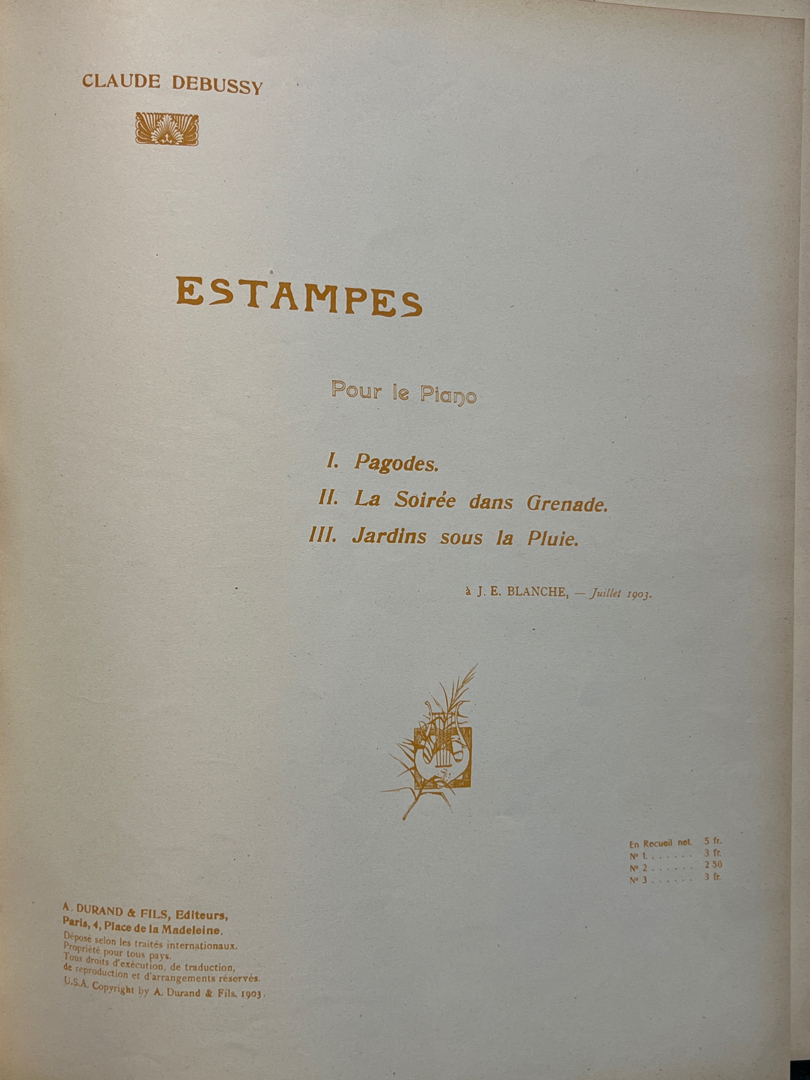 CLAUDE DEBUSSY
ESTAMPES
Pour le Piano
I. Pagodes.
II. La Soirée dans Grenade.
III. Jardins sous la Pluie.
à J. E. BLANCHE, — Juillet 1903.
En Recueil net. 5 fr.
Nº 1 . . . . . . . 3 fr.
Nº 2 . . . . . . 2 50
Nº 3 . . . . . . 3 fr.
A. DURAND & FILS, Editeurs,
Paris, 4, Place de la Madeleine.
Déposé selon les traités internationaux.
Propriété pour tous pays.
Tous droits d'exécution, de traduction,
de reproduction et d'arrangements réservés.
U.S.A. Copyright by A. Durand & Fils. 1903.